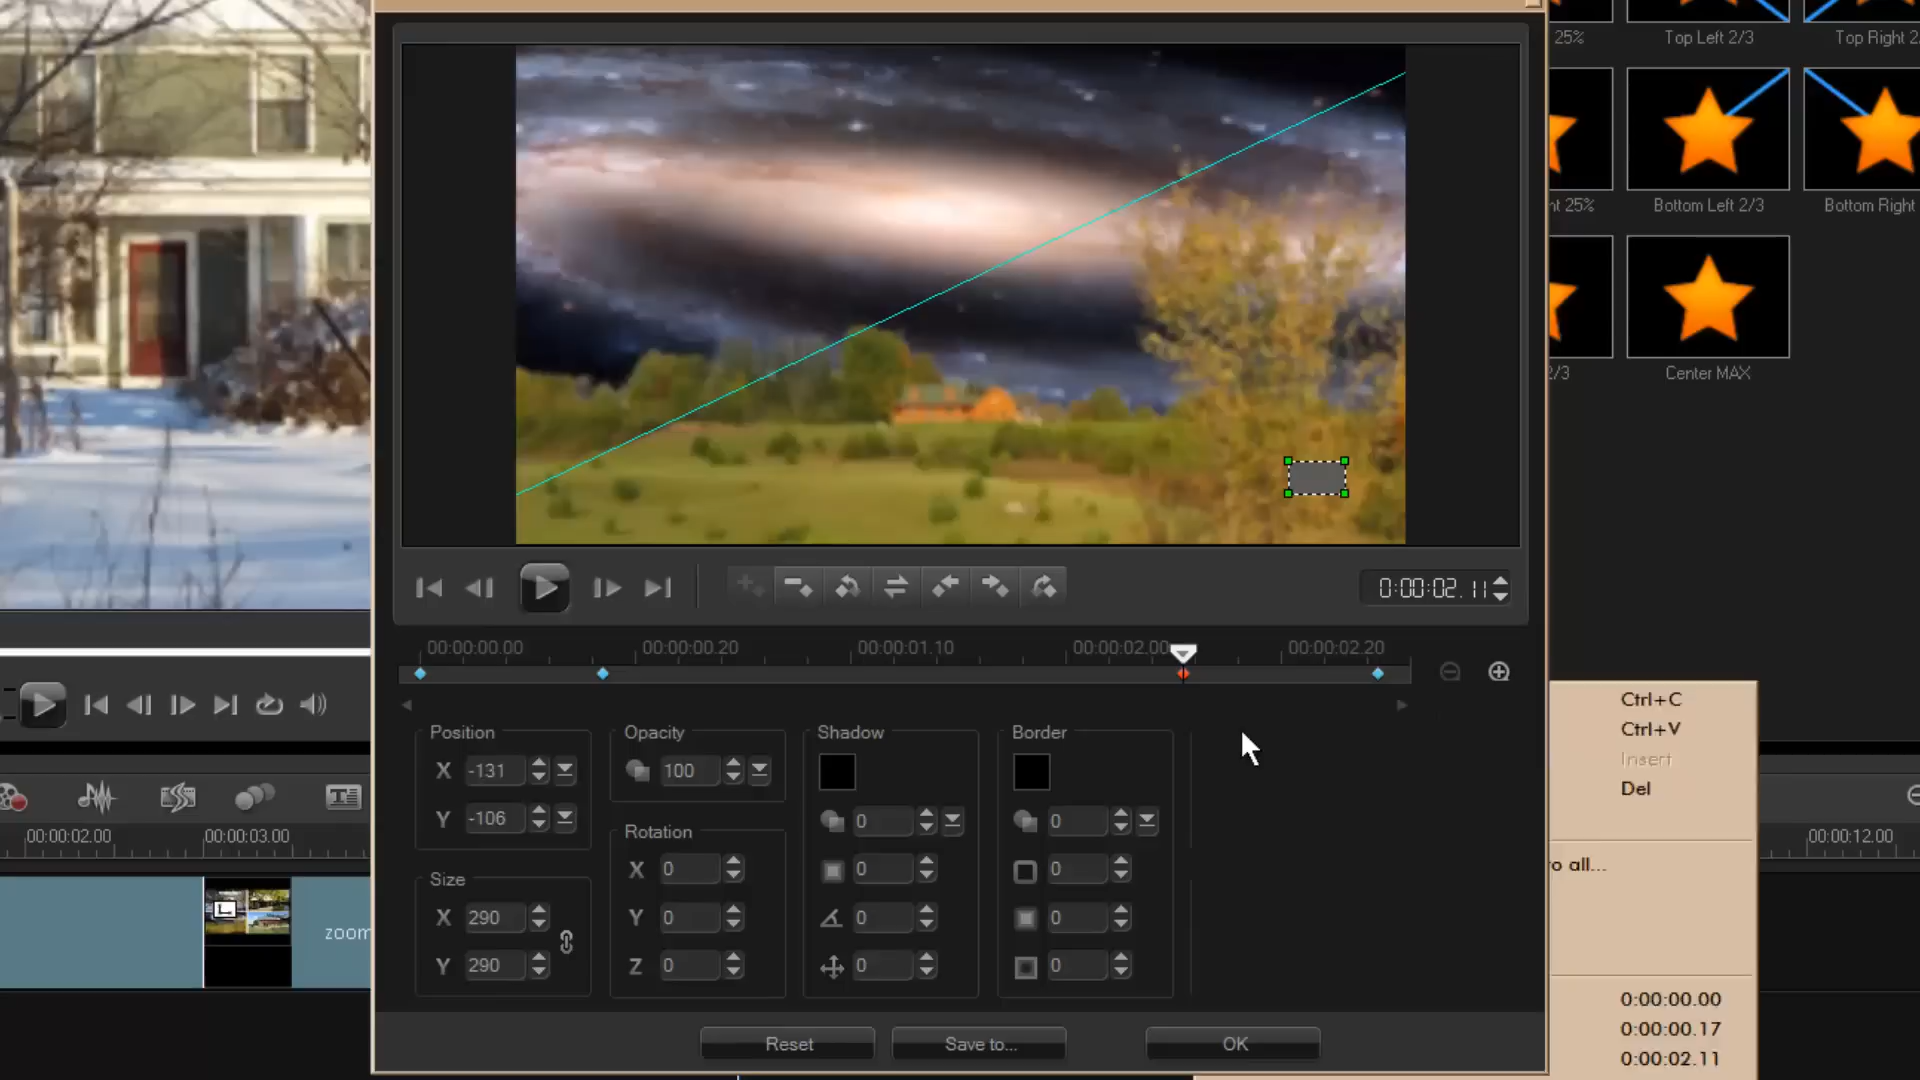 25%
Top Left 2/3
Top Right 2
nt 25%
Bottom Left 2/3
Bottom Right
2/3
Center MAX
0:00:02.11
00:00:00.00
00:00:00.20
00:00:01.10
00:00:02.00
00:00:02.20
Position
X -131
Y -106
Size
X 290
Y 290
Opacity
100
Rotation
X 0
Y 0
Z 0
Shadow
0
0
0
0
Border
0
0
0
0
Reset
Save to...
OK
00:00:02.00
00:00:03.00
zoom
Ctrl+C
Ctrl+V
Insert
Del
o all...
0:00:00.00
0:00:00.17
0:00:02.11
00:00:12.00